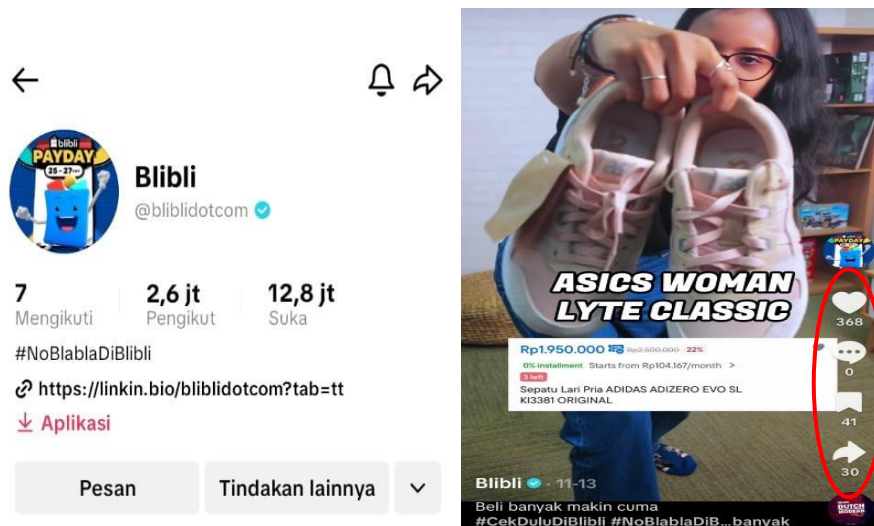 blibli
PAYDAY
25 - 27
Blibli
@bliblidotcom
7
2,6 jt
12,8 jt
Mengikuti
Pengikut
Suka
#NoBlablaDiBlibli
https://linkin.bio/bliblidotcom?tab=tt
Aplikasi
Pesan
Tindakan lainnya
PAYDAY
ASICS WOMAN
LYTE CLASSIC
368
Rp1.950.000 Rp2.500.000 22%
0% installment Starts from Rp104.167/month >
3 left
Sepatu Lari Pria ADIDAS ADIZERO EVO SL
KI3381 ORIGINAL
0
41
30
Blibli · 11-13
Beli banyak makin cuma
#CekDuluDiBlibli #NoBlablaDiB...banyak
DUTCH
MODERN